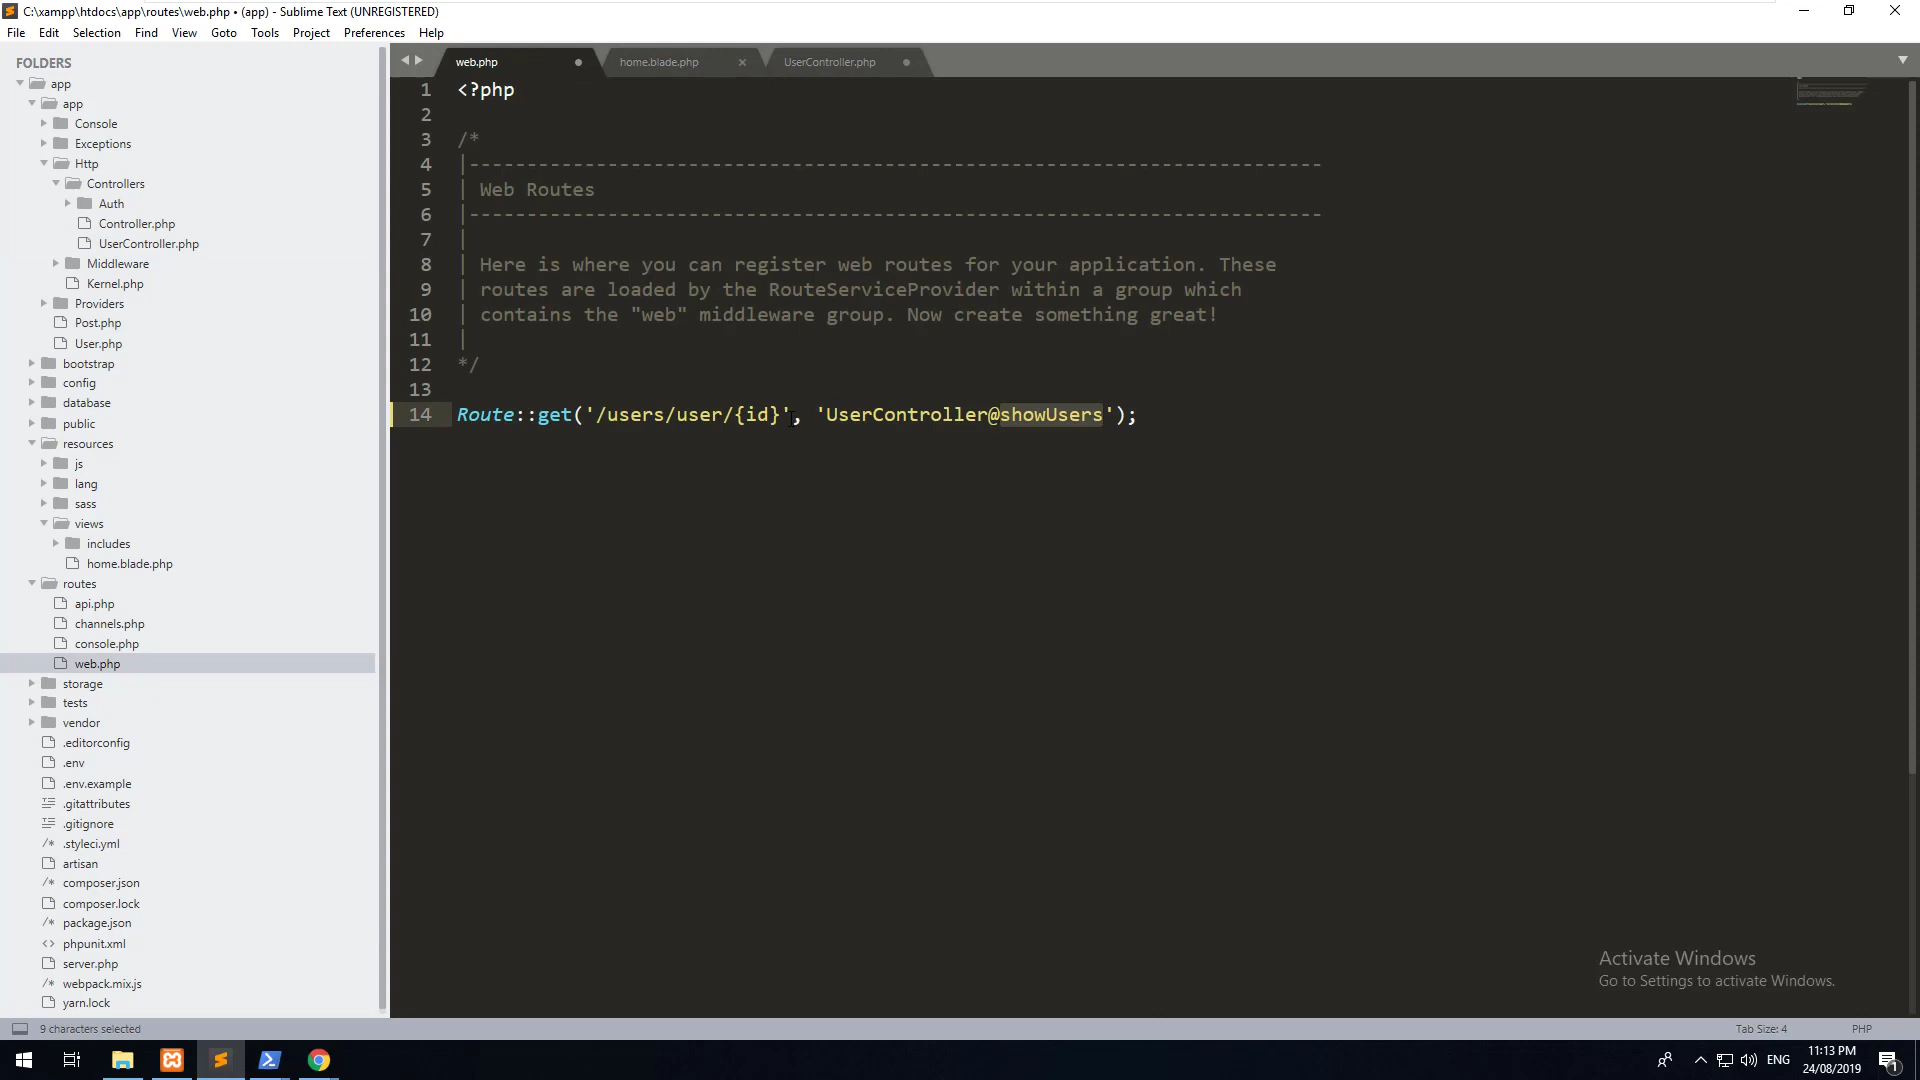 C:\xampp\htdocs\app\routes\web.php • (app) - Sublime Text (UNREGISTERED)
File Edit Selection Find View Goto Tools Project Preferences Help
FOLDERS
app
app
Console
Exceptions
Http
Controllers
Auth
Controller.php
UserController.php
Middleware
Kernel.php
Providers
Post.php
User.php
bootstrap
config
database
public
resources
js
lang
sass
views
includes
home.blade.php
routes
api.php
channels.php
console.php
web.php
storage
tests
vendor
.editorconfig
.env
.env.example
.gitattributes
.gitignore
/* .styleci.yml
artisan
/* composer.json
composer.lock
/* package.json
<> phpunit.xml
server.php
/* webpack.mix.js
yarn.lock
web.php home.blade.php UserController.php
1 <?php
2
3 /*
4 |--------------------------------------------------------------------------
5 | Web Routes
6 |--------------------------------------------------------------------------
7 |
8 | Here is where you can register web routes for your application. These
9 | routes are loaded by the RouteServiceProvider within a group which
10 | contains the "web" middleware group. Now create something great!
11 |
12 */
13
14 Route::get('/users/user/{id}', 'UserController@showUsers');
Activate Windows
Go to Settings to activate Windows.
9 characters selected Tab Size: 4 PHP
ENG 11:13 PM 1
24/08/2019